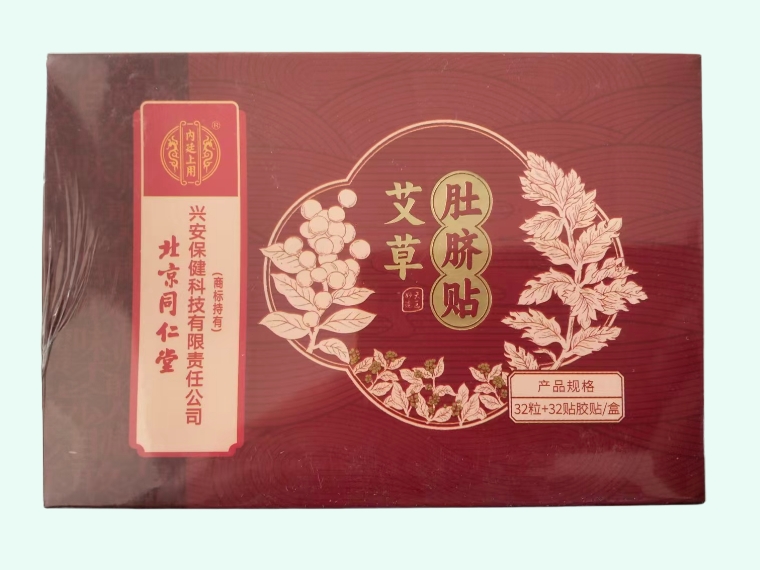 内廷上用
®
北京同仁堂
兴安保健科技有限责任公司
(商标持有)
艾草
肚脐贴
产品规格
32粒+32贴胶贴/盒